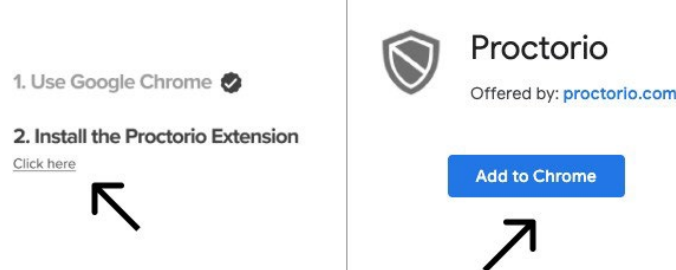 1. Use Google Chrome
2. Install the Proctorio Extension
Click here
Proctorio
Offered by: proctorio.com
Add to Chrome